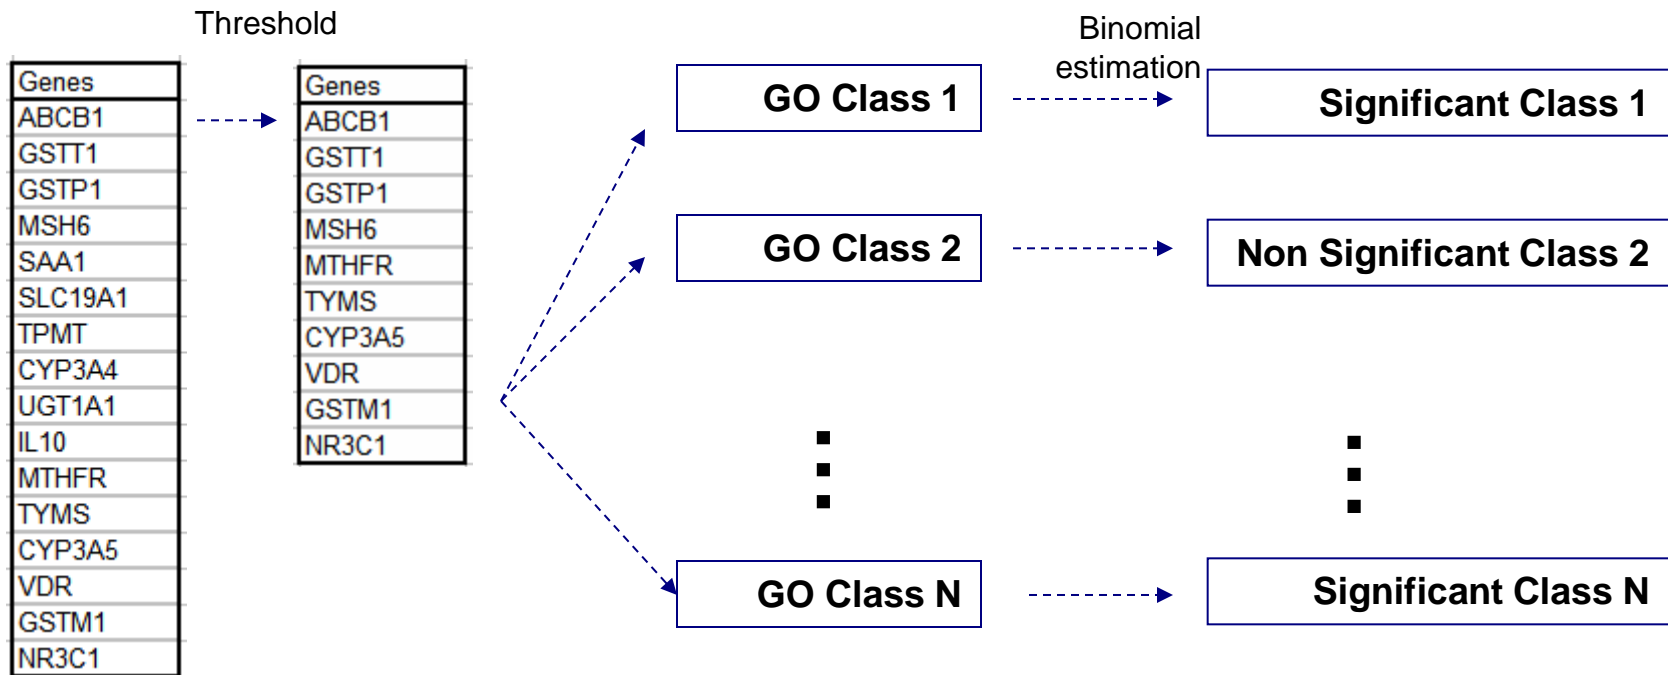 Threshold
Genes
ABCB1
GSTT1
GSTP1
MSH6
SAA1
SLC19A1
TPMT
CYP3A4
UGT1A1
IL10
MTHFR
TYMS
CYP3A5
VDR
GSTM1
NR3C1
Genes
ABCB1
GSTT1
GSTP1
MSH6
MTHFR
TYMS
CYP3A5
VDR
GSTM1
NR3C1
GO Class 1
GO Class 2
GO Class N
Binomial
estimation
Significant Class 1
Non Significant Class 2
Significant Class N